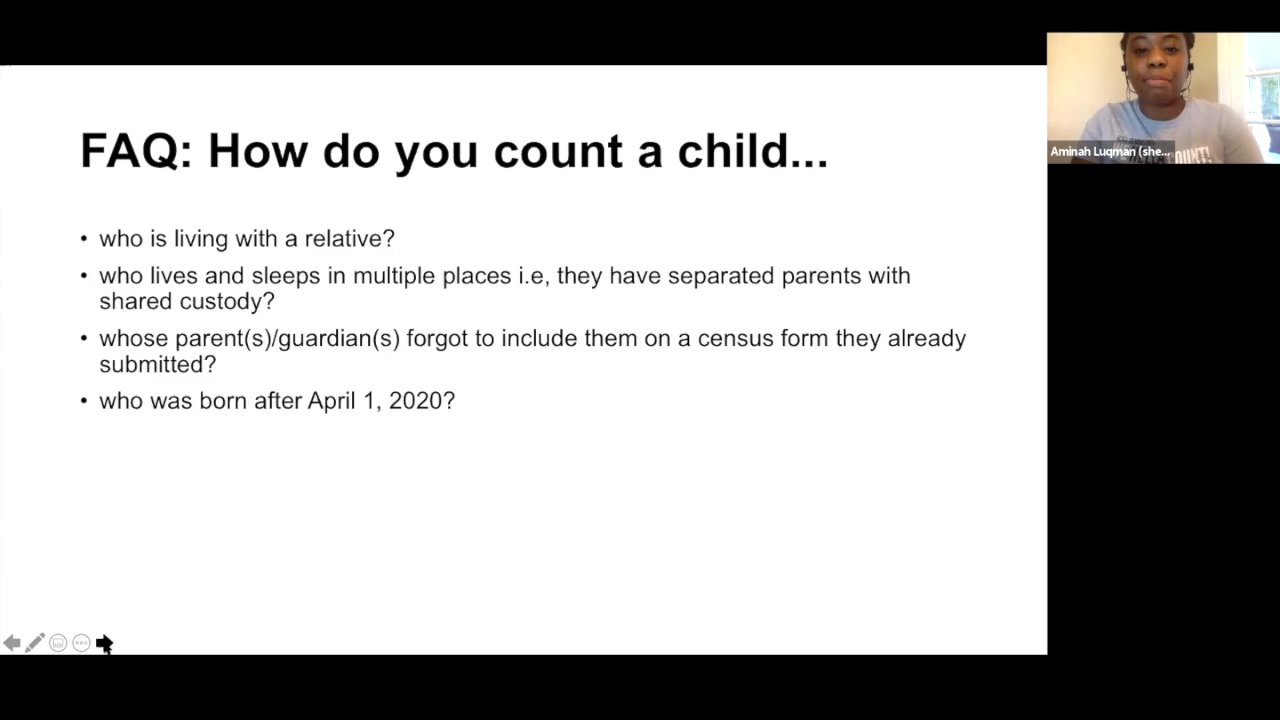 FAQ: How do you count a child...
• who is living with a relative?
• who lives and sleeps in multiple places i.e, they have separated parents with
shared custody?
• whose parent(s)/guardian(s) forgot to include them on a census form they already
submitted?
• who was born after April 1, 2020?
Aminah Luqman (she...